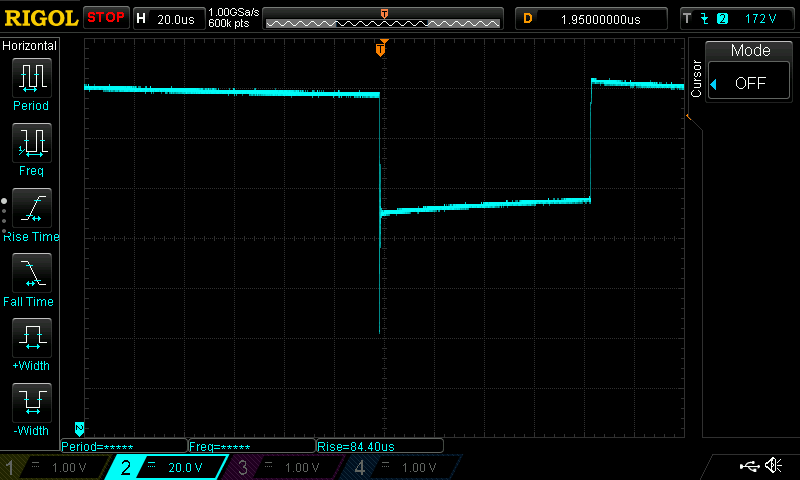 RIGOL STOP H 20.0us 1.00GSa/s 600k pts T D 1.95000000us T 2 172 V
Horizontal
Period
Freq
Rise Time
Fall Time
+Width
-Width
T
2
Cursor
Mode
OFF
Period=***** Freq=***** Rise=84.40us
1 = 1.00 V 2 = 20.0 V 3 = 1.00 V 4 = 1.00 V